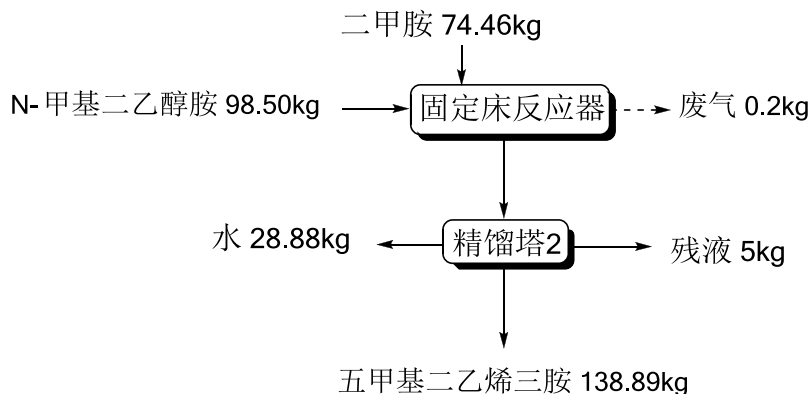 二甲胺 74.46kg
N-甲基二乙醇胺 98.50kg
固定床反应器
废气 0.2kg
水 28.88kg
精馏塔2
残液 5kg
五甲基二乙烯三胺 138.89kg